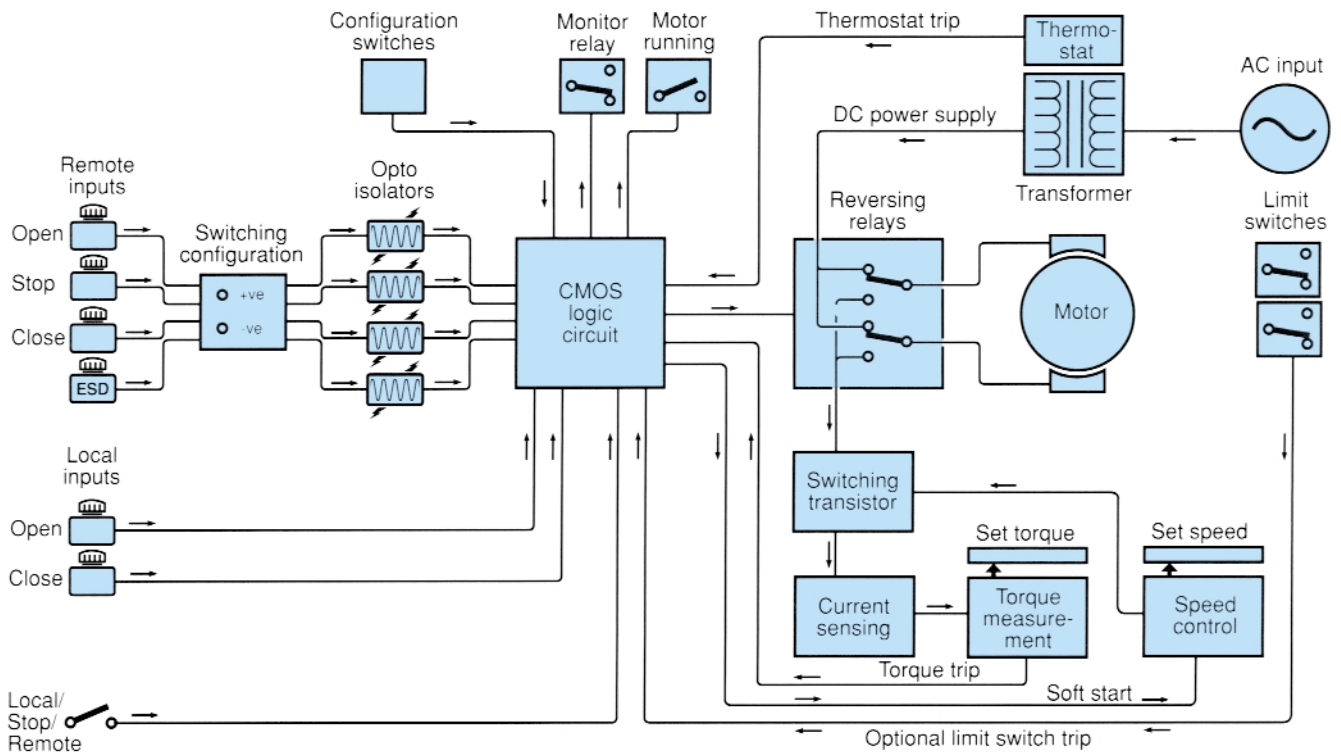 Configuration
switches
Monitor
relay
Motor
running
Thermostat trip
Thermo-
stat
AC input
DC power supply
Transformer
Remote
inputs
Opto
isolators
Reversing
relays
Limit
switches
Open
Switching
configuration
Stop
+ve
CMOS
logic
circuit
Motor
Close
-ve
ESD
Local
inputs
Switching
transistor
Open
Set torque
Set speed
Close
Current
sensing
Torque
measure-
ment
Speed
control
Torque trip
Soft start
Local/
Stop/
Remote
Optional limit switch trip